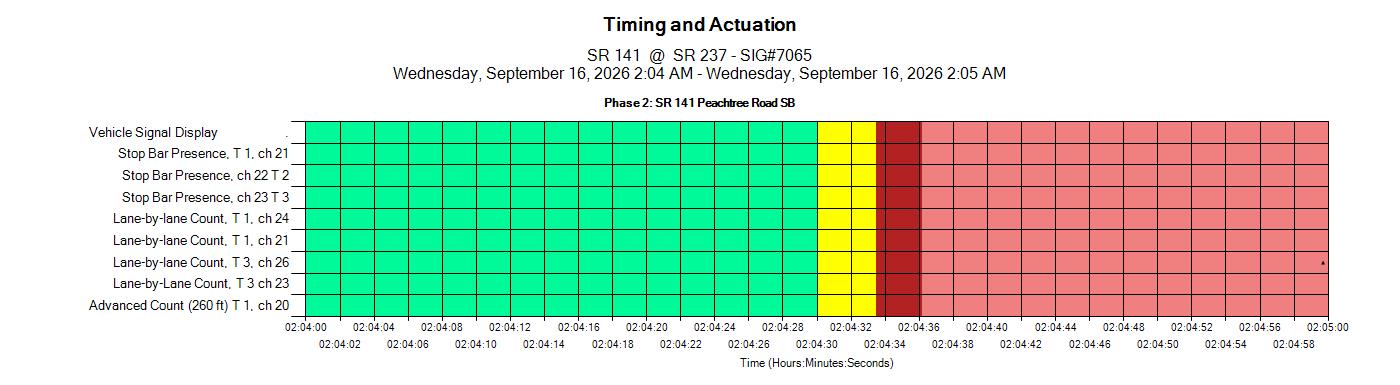 Timing and Actuation
SR 141 @ SR 237 - SIG#7065
Wednesday, September 16, 2026 2:04 AM - Wednesday, September 16, 2026 2:05 AM
Phase 2: SR 141 Peachtree Road SB
Vehicle Signal Display .
Stop Bar Presence, T 1, ch 21
Stop Bar Presence, ch 22 T 2
Stop Bar Presence, ch 23 T 3
Lane-by-lane Count, T 1, ch 24
Lane-by-lane Count, T 1, ch 21
Lane-by-lane Count, T 3, ch 26
Lane-by-Lane Count, T 3 ch 23
Advanced Count (260 ft) T 1, ch 20
02:04:00 02:04:04 02:04:08 02:04:12 02:04:16 02:04:20 02:04:24 02:04:28 02:04:32 02:04:36 02:04:40 02:04:44 02:04:48 02:04:52 02:04:56 02:05:00
02:04:02 02:04:06 02:04:10 02:04:14 02:04:18 02:04:22 02:04:26 02:04:30 02:04:34 02:04:38 02:04:42 02:04:46 02:04:50 02:04:54 02:04:58
Time (Hours:Minutes:Seconds)